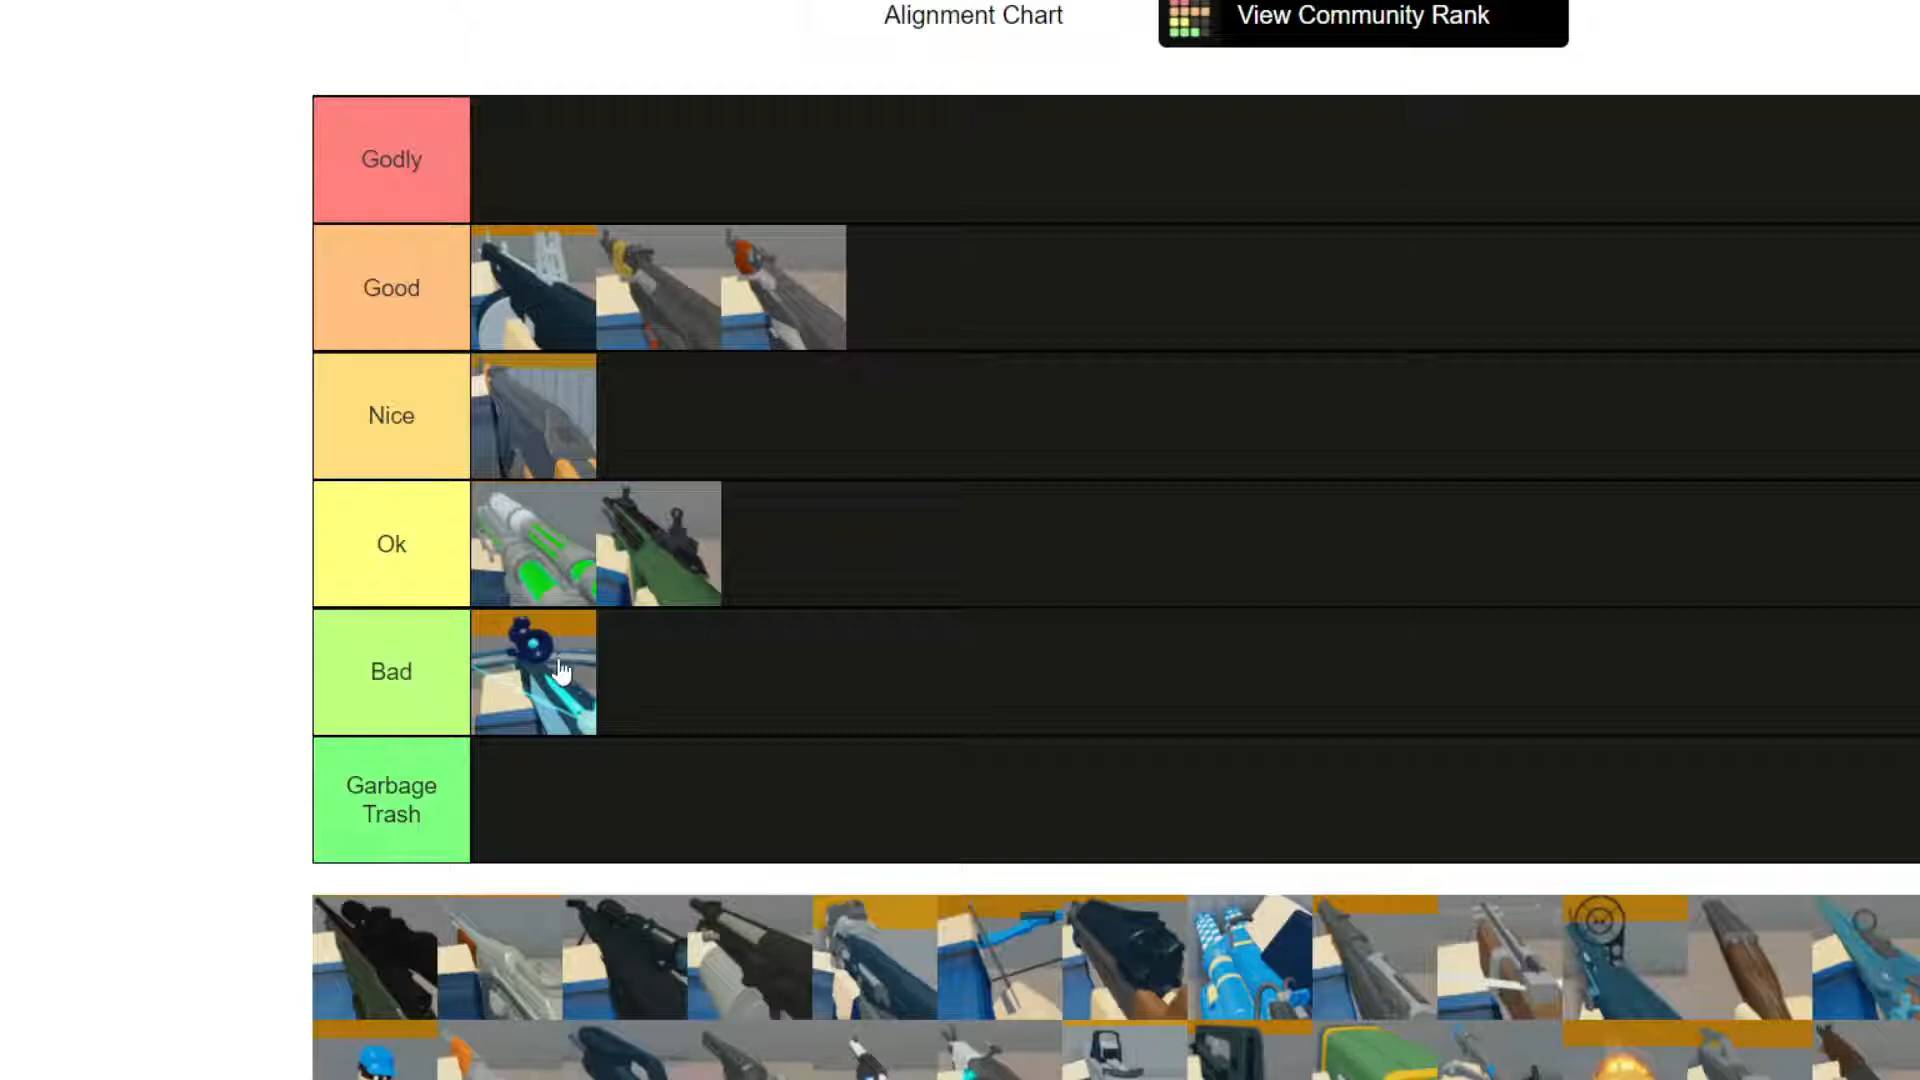 Alignment Chart
View Community Rank
Godly
Good
Nice
Ok
Bad
Garbage
Trash